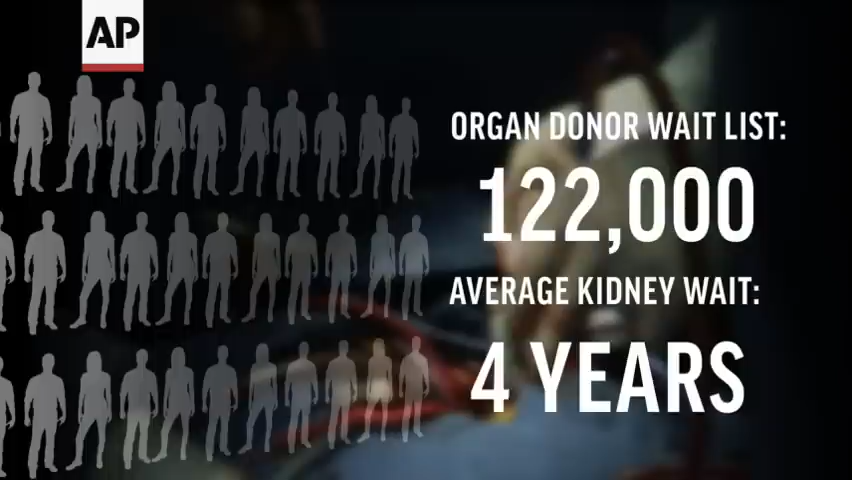 AP
ORGAN DONOR WAIT LIST:
122,000
AVERAGE KIDNEY WAIT:
4 YEARS